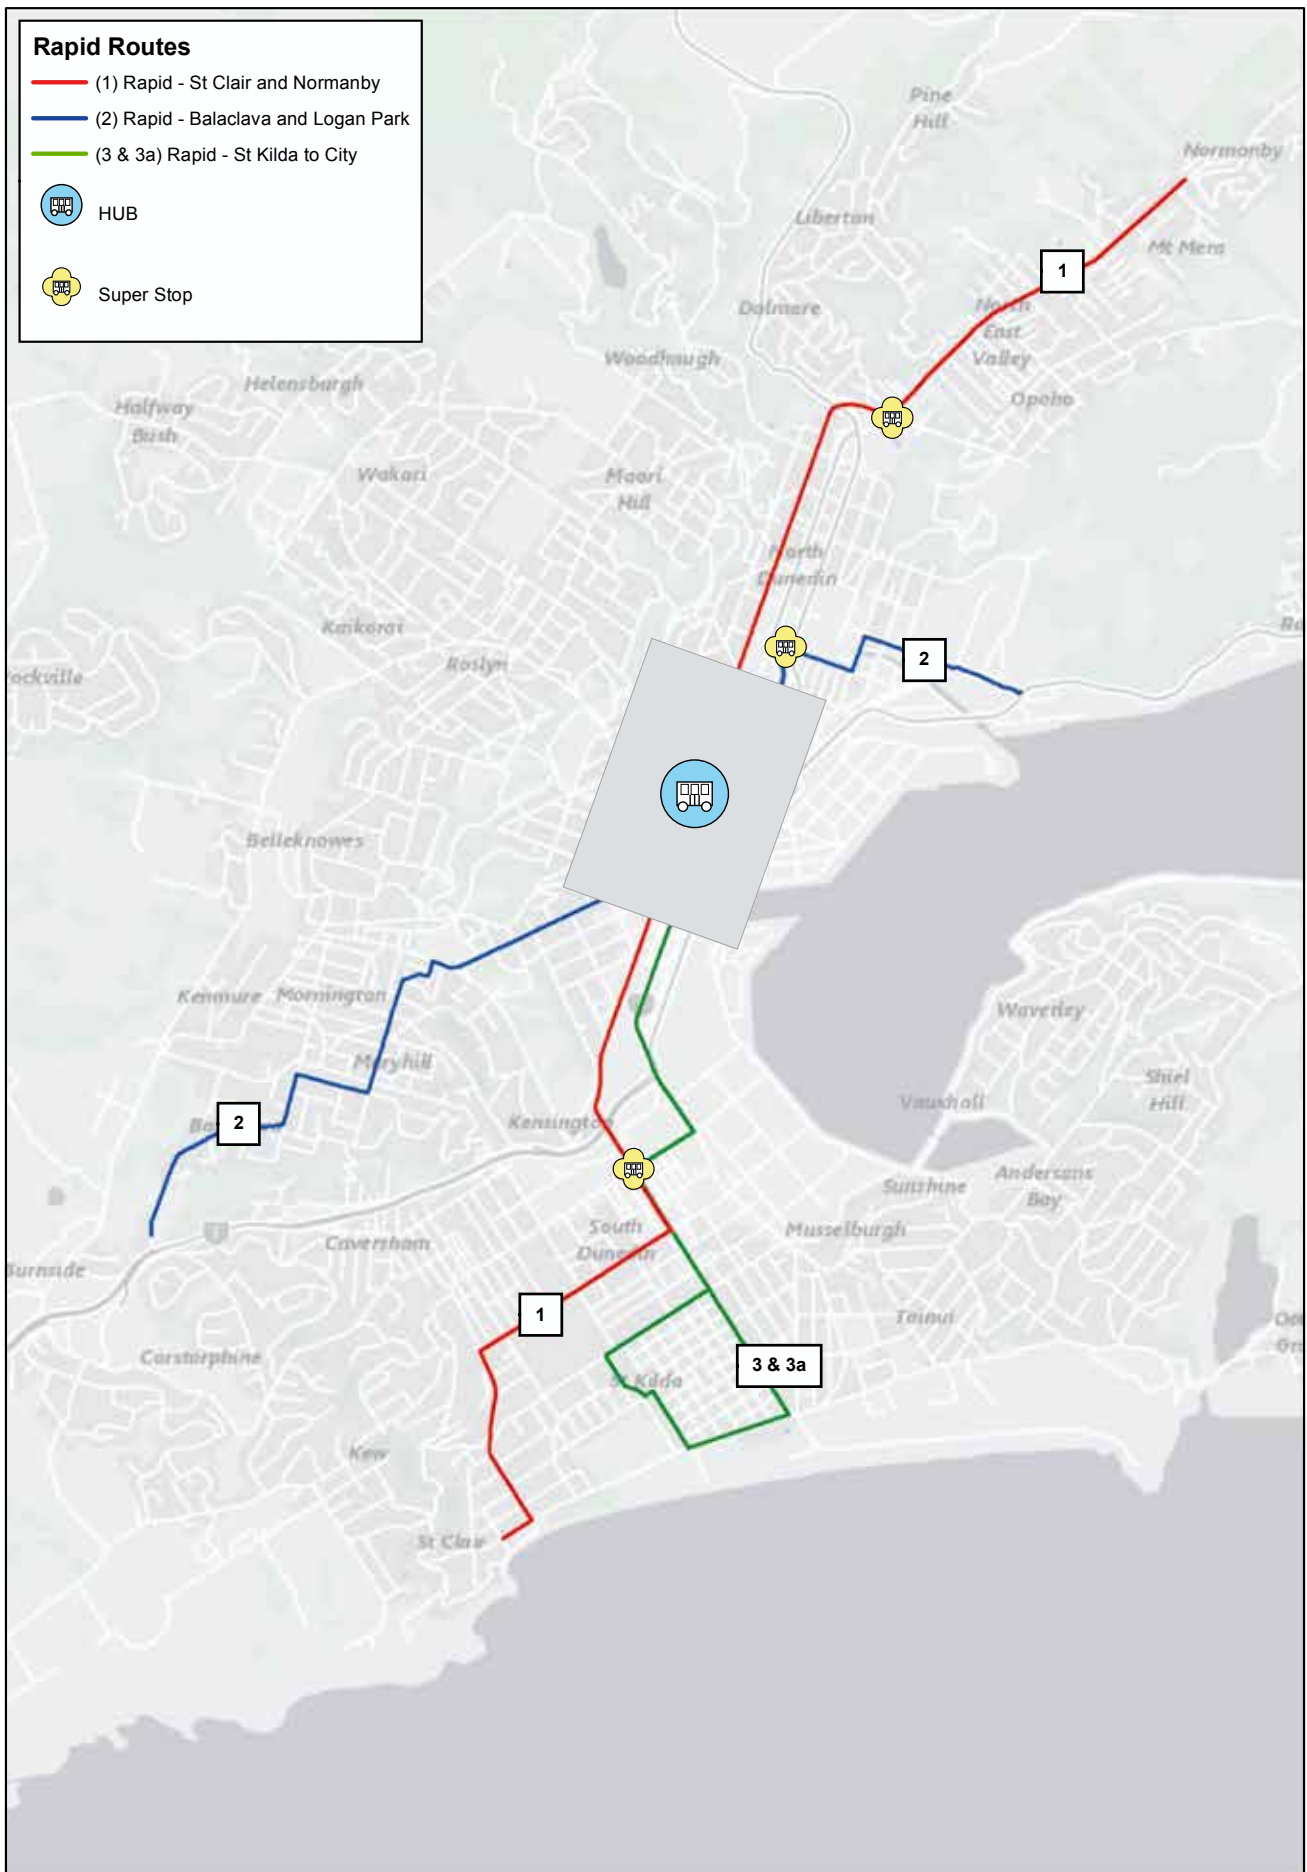 Rapid Routes
(1) Rapid - St Clair and Normanby
(2) Rapid - Balaclava and Logan Park
(3 & 3a) Rapid - St Kilda to City
HUB
Super Stop
Pine
Hill
Normanby
Liberton
Mt Mera
1
Dalmore
North
East
Valley
Woodhaugh
Helensburgh
Opoho
Halfway
Bush
Wakari
Maori
Hill
North
Dunedin
Kaikorai
Roslyn
2
ockville
Belleknowes
Kenmure
Mornington
Waverley
Maryhill
Shiel
Hill
Vauxhall
2
Kensington
Andersons
Bay
Sunshine
South
Dunedin
Musselburgh
Caversham
Burnside
1
Tainui
Corstorphine
3 & 3a
St Kilda
Kew
St Clair